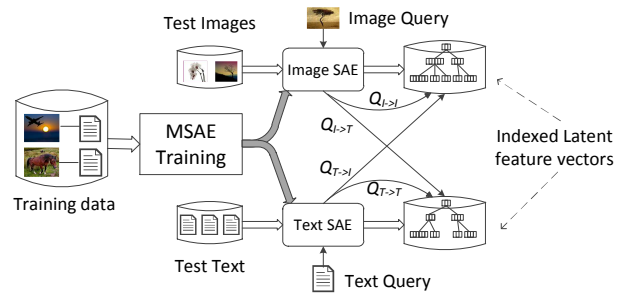 Test Images
Image Query
Image SAE
Q_{I->I}
Q_{I->T}
MSAE
Training
Indexed Latent
feature vectors
Q_{T->I}
Q_{T->T}
Training data
Text SAE
Test Text
Text Query